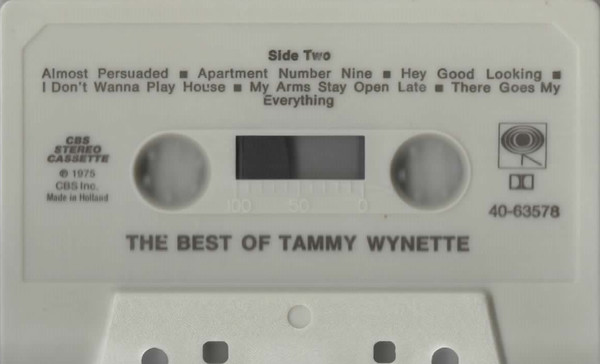 Side Two
Almost Persuaded ■ Apartment Number Nine ■ Hey Good Looking ■
I Don't Wanna Play House ■ My Arms Stay Open Late ■ There Goes My
Everything
CBS
STEREO
CASSETTE
℗ 1975
CBS Inc.
Made in Holland
100 50 0
40-63578
THE BEST OF TAMMY WYNETTE